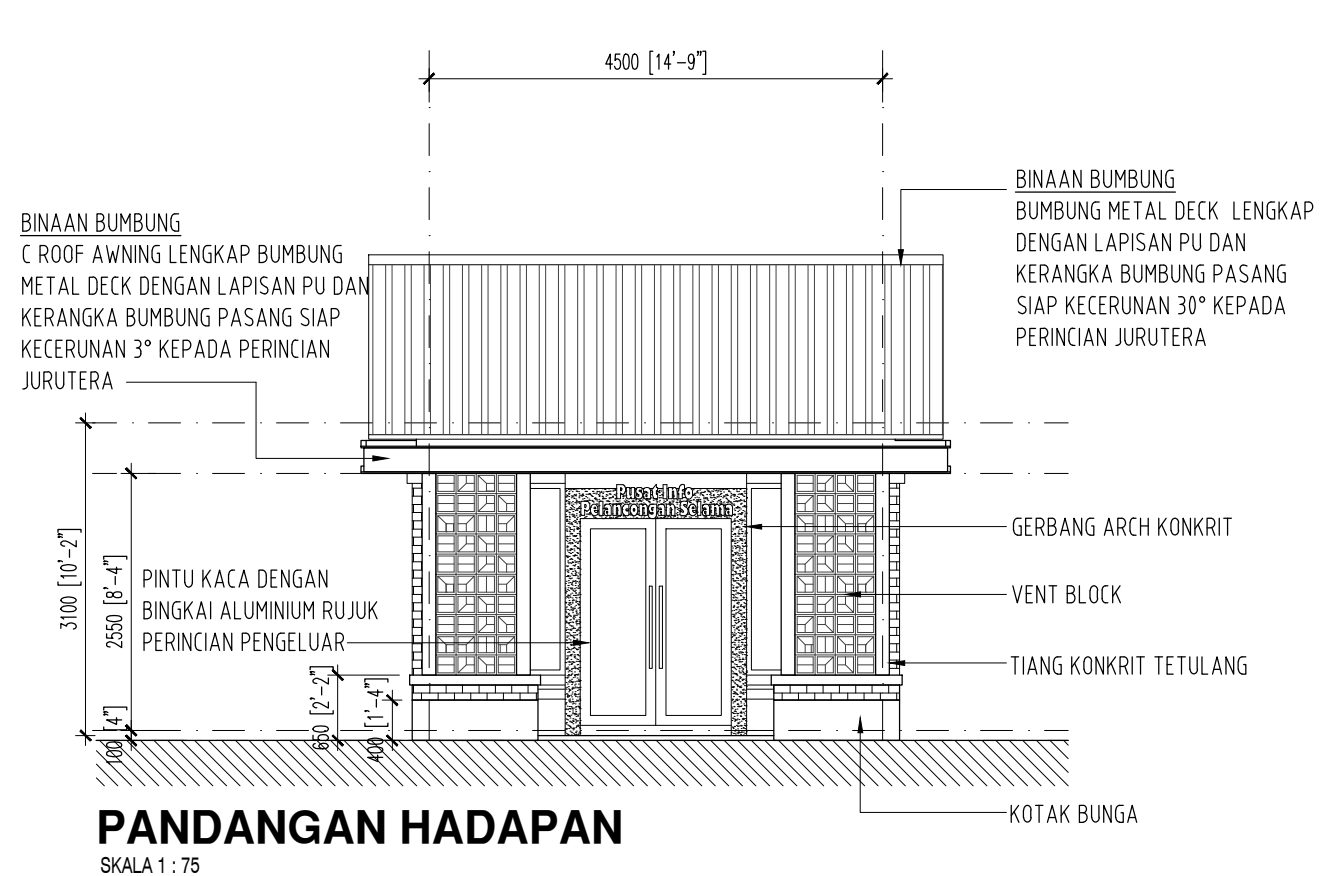 4500 [14'-9"]
BINAAN BUMBUNG
BUMBUNG METAL DECK LENGKAP
DENGAN LAPISAN PU DAN
KERANGKA BUMBUNG PASANG
SIAP KECERUNAN 30° KEPADA
PERINCIAN JURUTERA
BINAAN BUMBUNG
C ROOF AWNING LENGKAP BUMBUNG
METAL DECK DENGAN LAPISAN PU DAN
KERANGKA BUMBUNG PASANG SIAP
KECERUNAN 3° KEPADA PERINCIAN
JURUTERA
Pusat Info
Pelancongan Selama
GERBANG ARCH KONKRIT
VENT BLOCK
TIANG KONKRIT TETULANG
KOTAK BUNGA
PINTU KACA DENGAN
BINGKAI ALUMINIUM RUJUK
PERINCIAN PENGELUAR
3100 [10'-2"]
2550 [8'-4"]
100 [4"]
650 [2'-2"]
400 [1'-4"]
PANDANGAN HADAPAN
SKALA 1 : 75